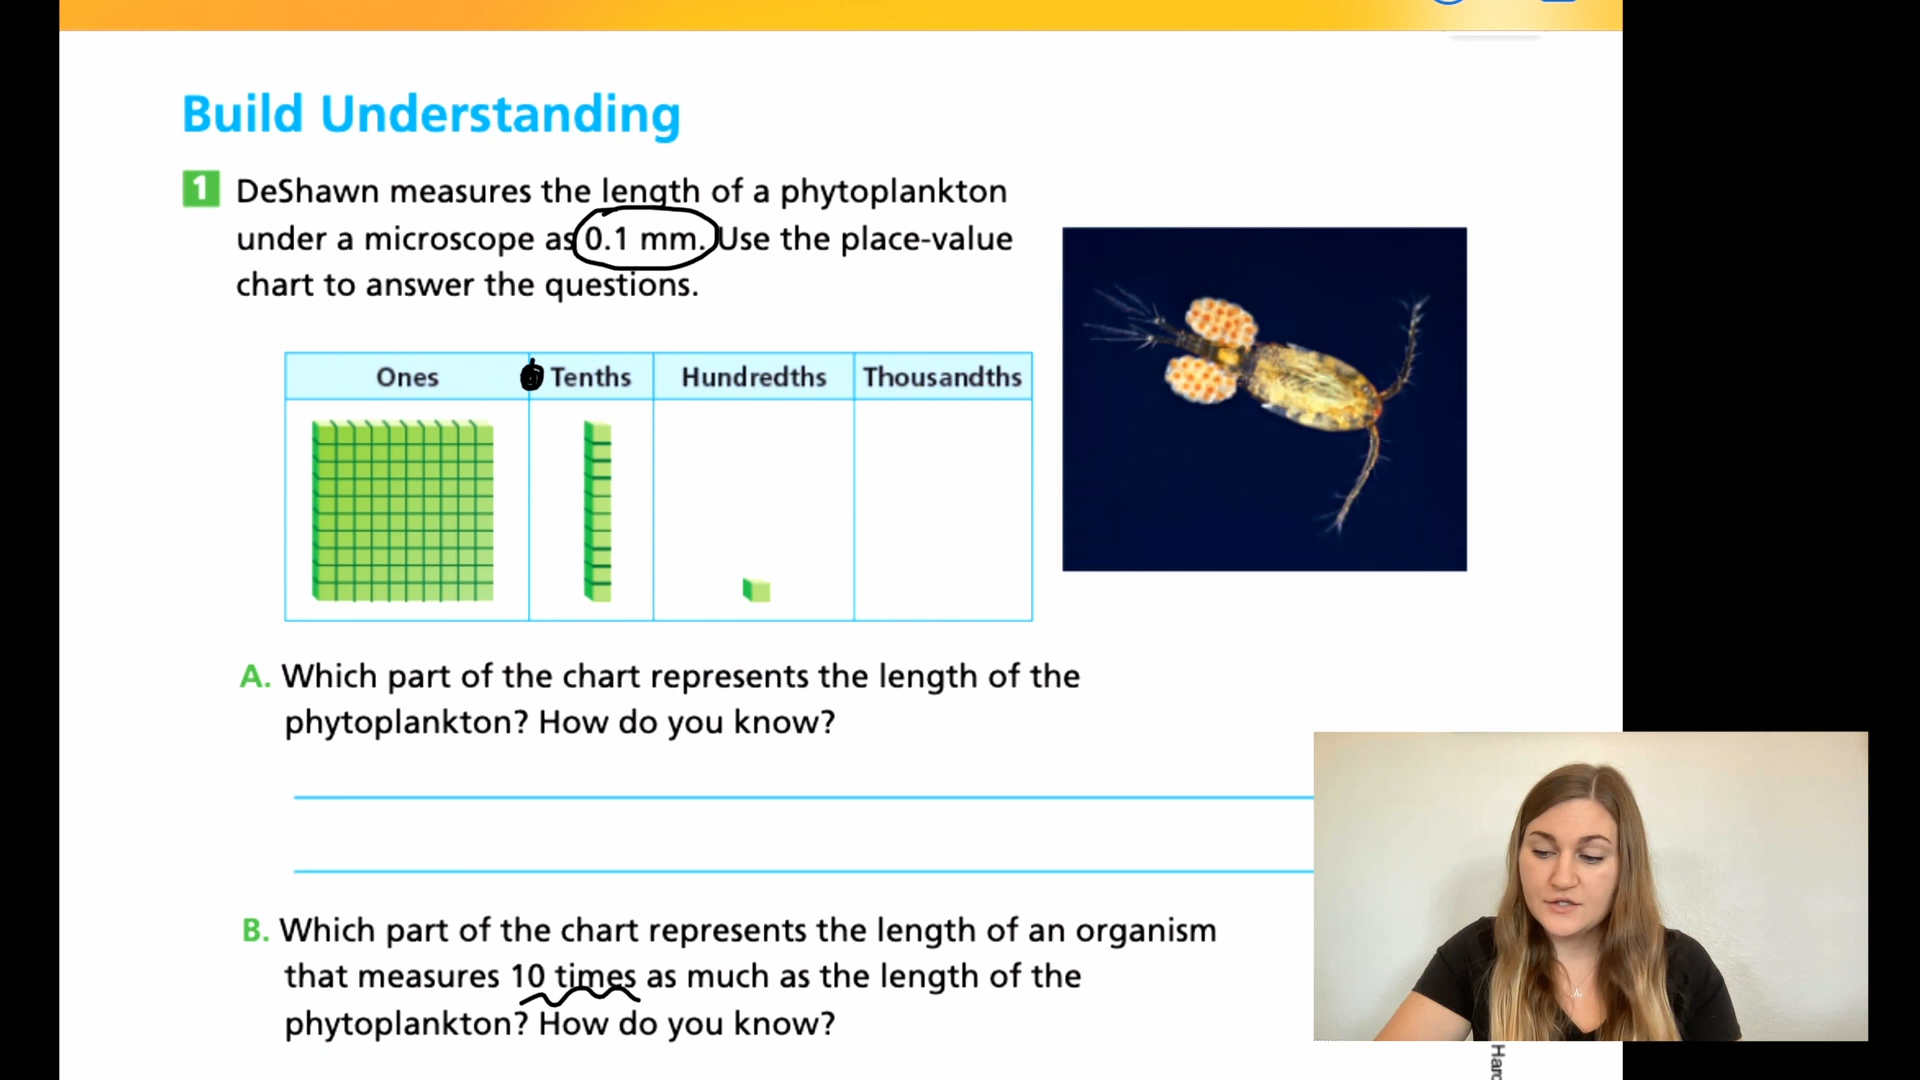 Build Understanding
1 DeShawn measures the length of a phytoplankton
under a microscope as 0.1 mm. Use the place-value
chart to answer the questions.
Ones Tenths Hundredths Thousandths
A. Which part of the chart represents the length of the
phytoplankton? How do you know?
B. Which part of the chart represents the length of an organism
that measures 10 times as much as the length of the
phytoplankton? How do you know?